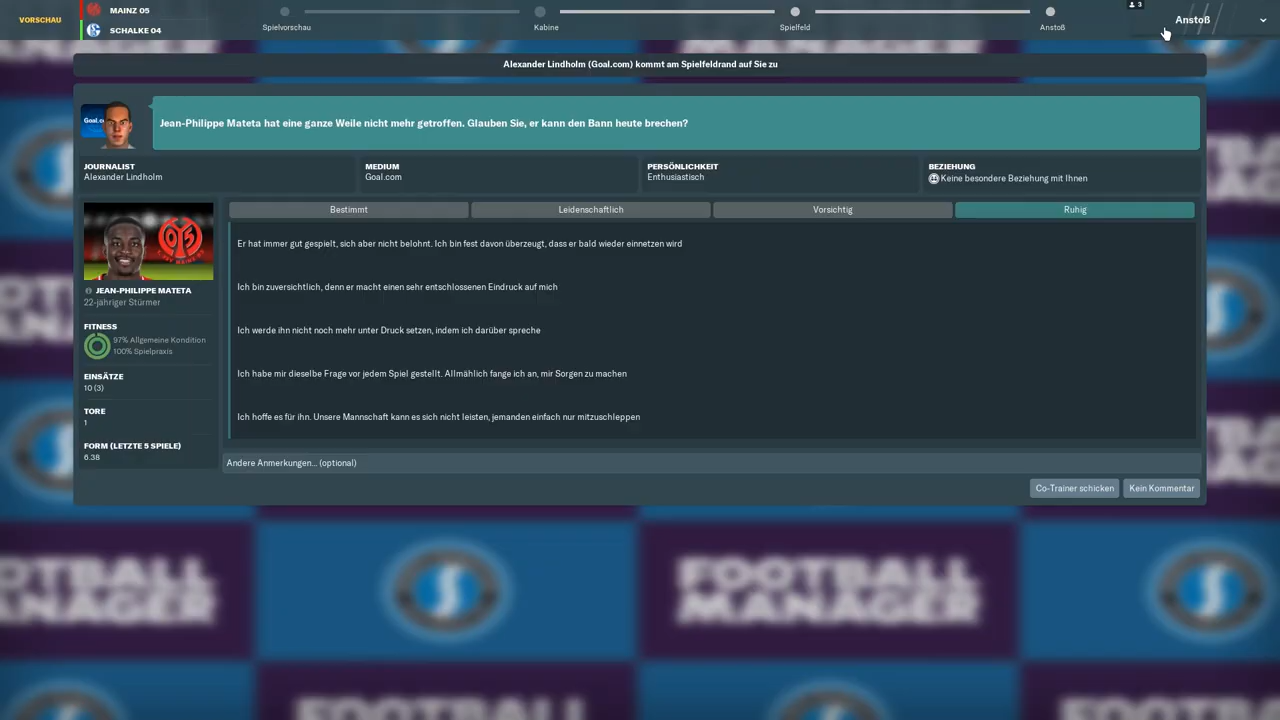 VORSCHAU
MAINZ 05
SCHALKE 04
Spielvorschau
Kabine
Spielfeld
Anstoß
3
Anstoß
Alexander Lindholm (Goal.com) kommt am Spielfeldrand auf Sie zu
Goal.co
Jean-Philippe Mateta hat eine ganze Weile nicht mehr getroffen. Glauben Sie, er kann den Bann heute brechen?
JOURNALIST
Alexander Lindholm
MEDIUM
Goal.com
PERSÖNLICHKEIT
Enthusiastisch
BEZIEHUNG
Keine besondere Beziehung mit Ihnen
Bestimmt
Leidenschaftlich
Vorsichtig
Ruhig
Er hat immer gut gespielt, sich aber nicht belohnt. Ich bin fest davon überzeugt, dass er bald wieder einnetzen wird
Ich bin zuversichtlich, denn er macht einen sehr entschlossenen Eindruck auf mich
Ich werde ihn nicht noch mehr unter Druck setzen, indem ich darüber spreche
Ich habe mir dieselbe Frage vor jedem Spiel gestellt. Allmählich fange ich an, mir Sorgen zu machen
Ich hoffe es für ihn. Unsere Mannschaft kann es sich nicht leisten, jemanden einfach nur mitzuschleppen
JEAN-PHILIPPE MATETA
22-jähriger Stürmer
FITNESS
97% Allgemeine Kondition
100% Spielpraxis
EINSÄTZE
10 (3)
TORE
1
FORM (LETZTE 5 SPIELE)
6.38
Andere Anmerkungen... (optional)
Co-Trainer schicken
Kein Kommentar
FOOTBALL
MANAGER
FOOTBALL
MANAGER